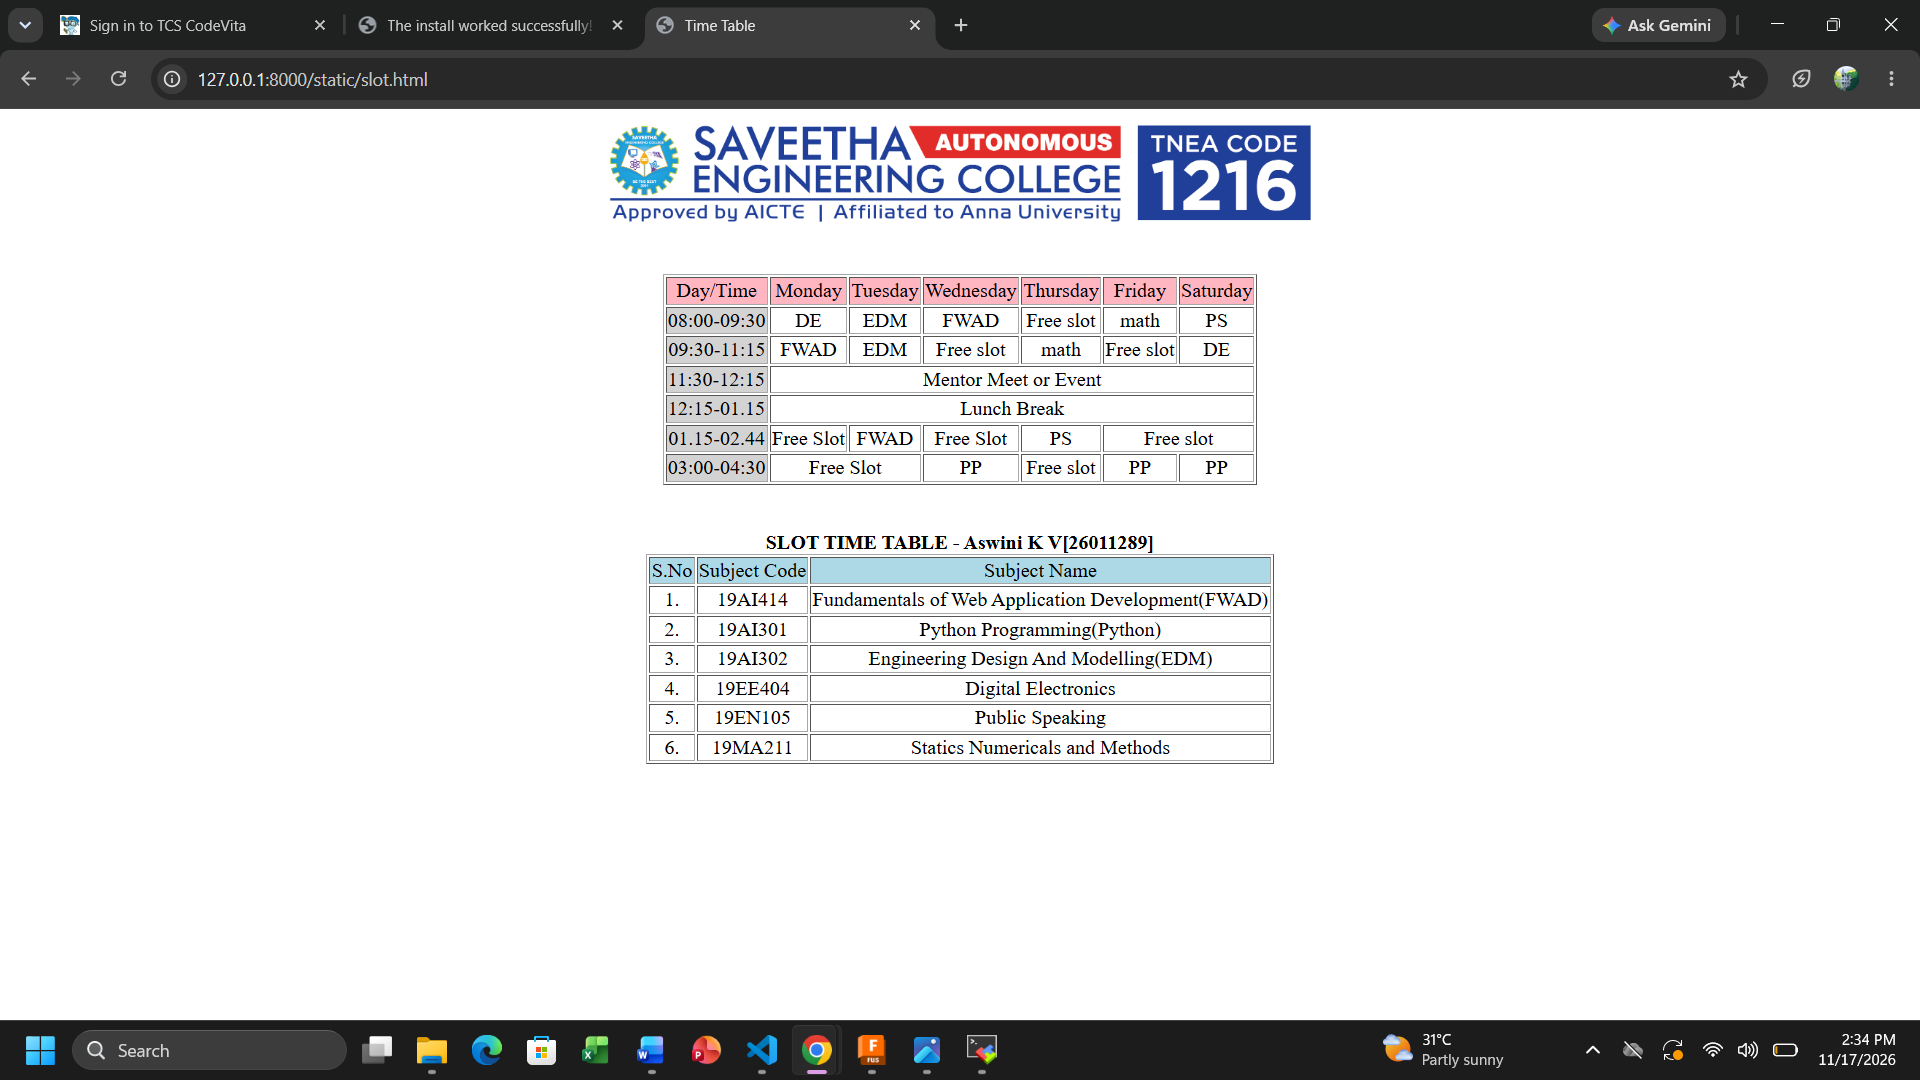 Sign in to TCS CodeVita
The install worked successfully!
Time Table
Ask Gemini
127.0.0.1:8000/static/slot.html
SAVEETHA AUTONOMOUS
ENGINEERING COLLEGE
Approved by AICTE | Affiliated to Anna University
TNEA CODE
1216
Day/Time Monday Tuesday Wednesday Thursday Friday Saturday
08:00-09:30 DE EDM FWAD Free slot math PS
09:30-11:15 FWAD EDM Free slot math Free slot DE
11:30-12:15 Mentor Meet or Event
12:15-01.15 Lunch Break
01.15-02.44 Free Slot FWAD Free Slot PS Free slot
03:00-04:30 Free Slot PP Free slot PP PP
SLOT TIME TABLE - Aswini K V[26011289]
S.No Subject Code Subject Name
1. 19AI414 Fundamentals of Web Application Development(FWAD)
2. 19AI301 Python Programming(Python)
3. 19AI302 Engineering Design And Modelling(EDM)
4. 19EE404 Digital Electronics
5. 19EN105 Public Speaking
6. 19MA211 Statics Numericals and Methods
Search
31°C
Partly sunny
2:34 PM
11/17/2026